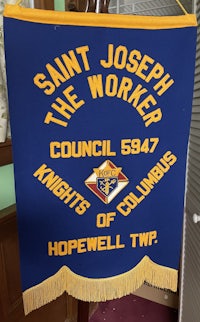 SAINT JOSEPH
THE WORKER
COUNCIL 5947
KNIGHTS OF COLUMBUS
HOPEWELL TWP.